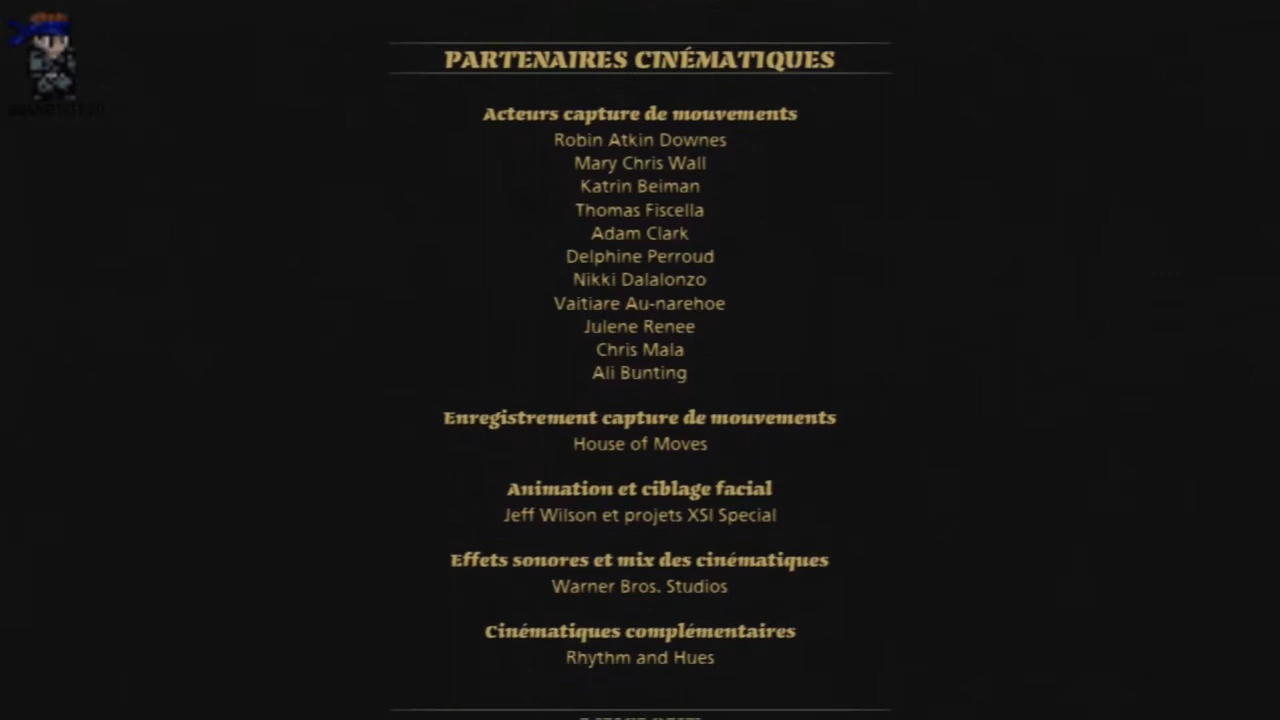 PARTENAIRES CINÉMATIQUES
Acteurs capture de mouvements
Robin Atkin Downes
Mary Chris Wall
Katrin Beiman
Thomas Fiscella
Adam Clark
Delphine Perroud
Nikki Dalalonzo
Vaitiare Au-narehoe
Julene Renee
Chris Mala
Ali Bunting
Enregistrement capture de mouvements
House of Moves
Animation et ciblage facial
Jeff Wilson et projets XSI Special
Effets sonores et mix des cinématiques
Warner Bros. Studios
Cinématiques complémentaires
Rhythm and Hues